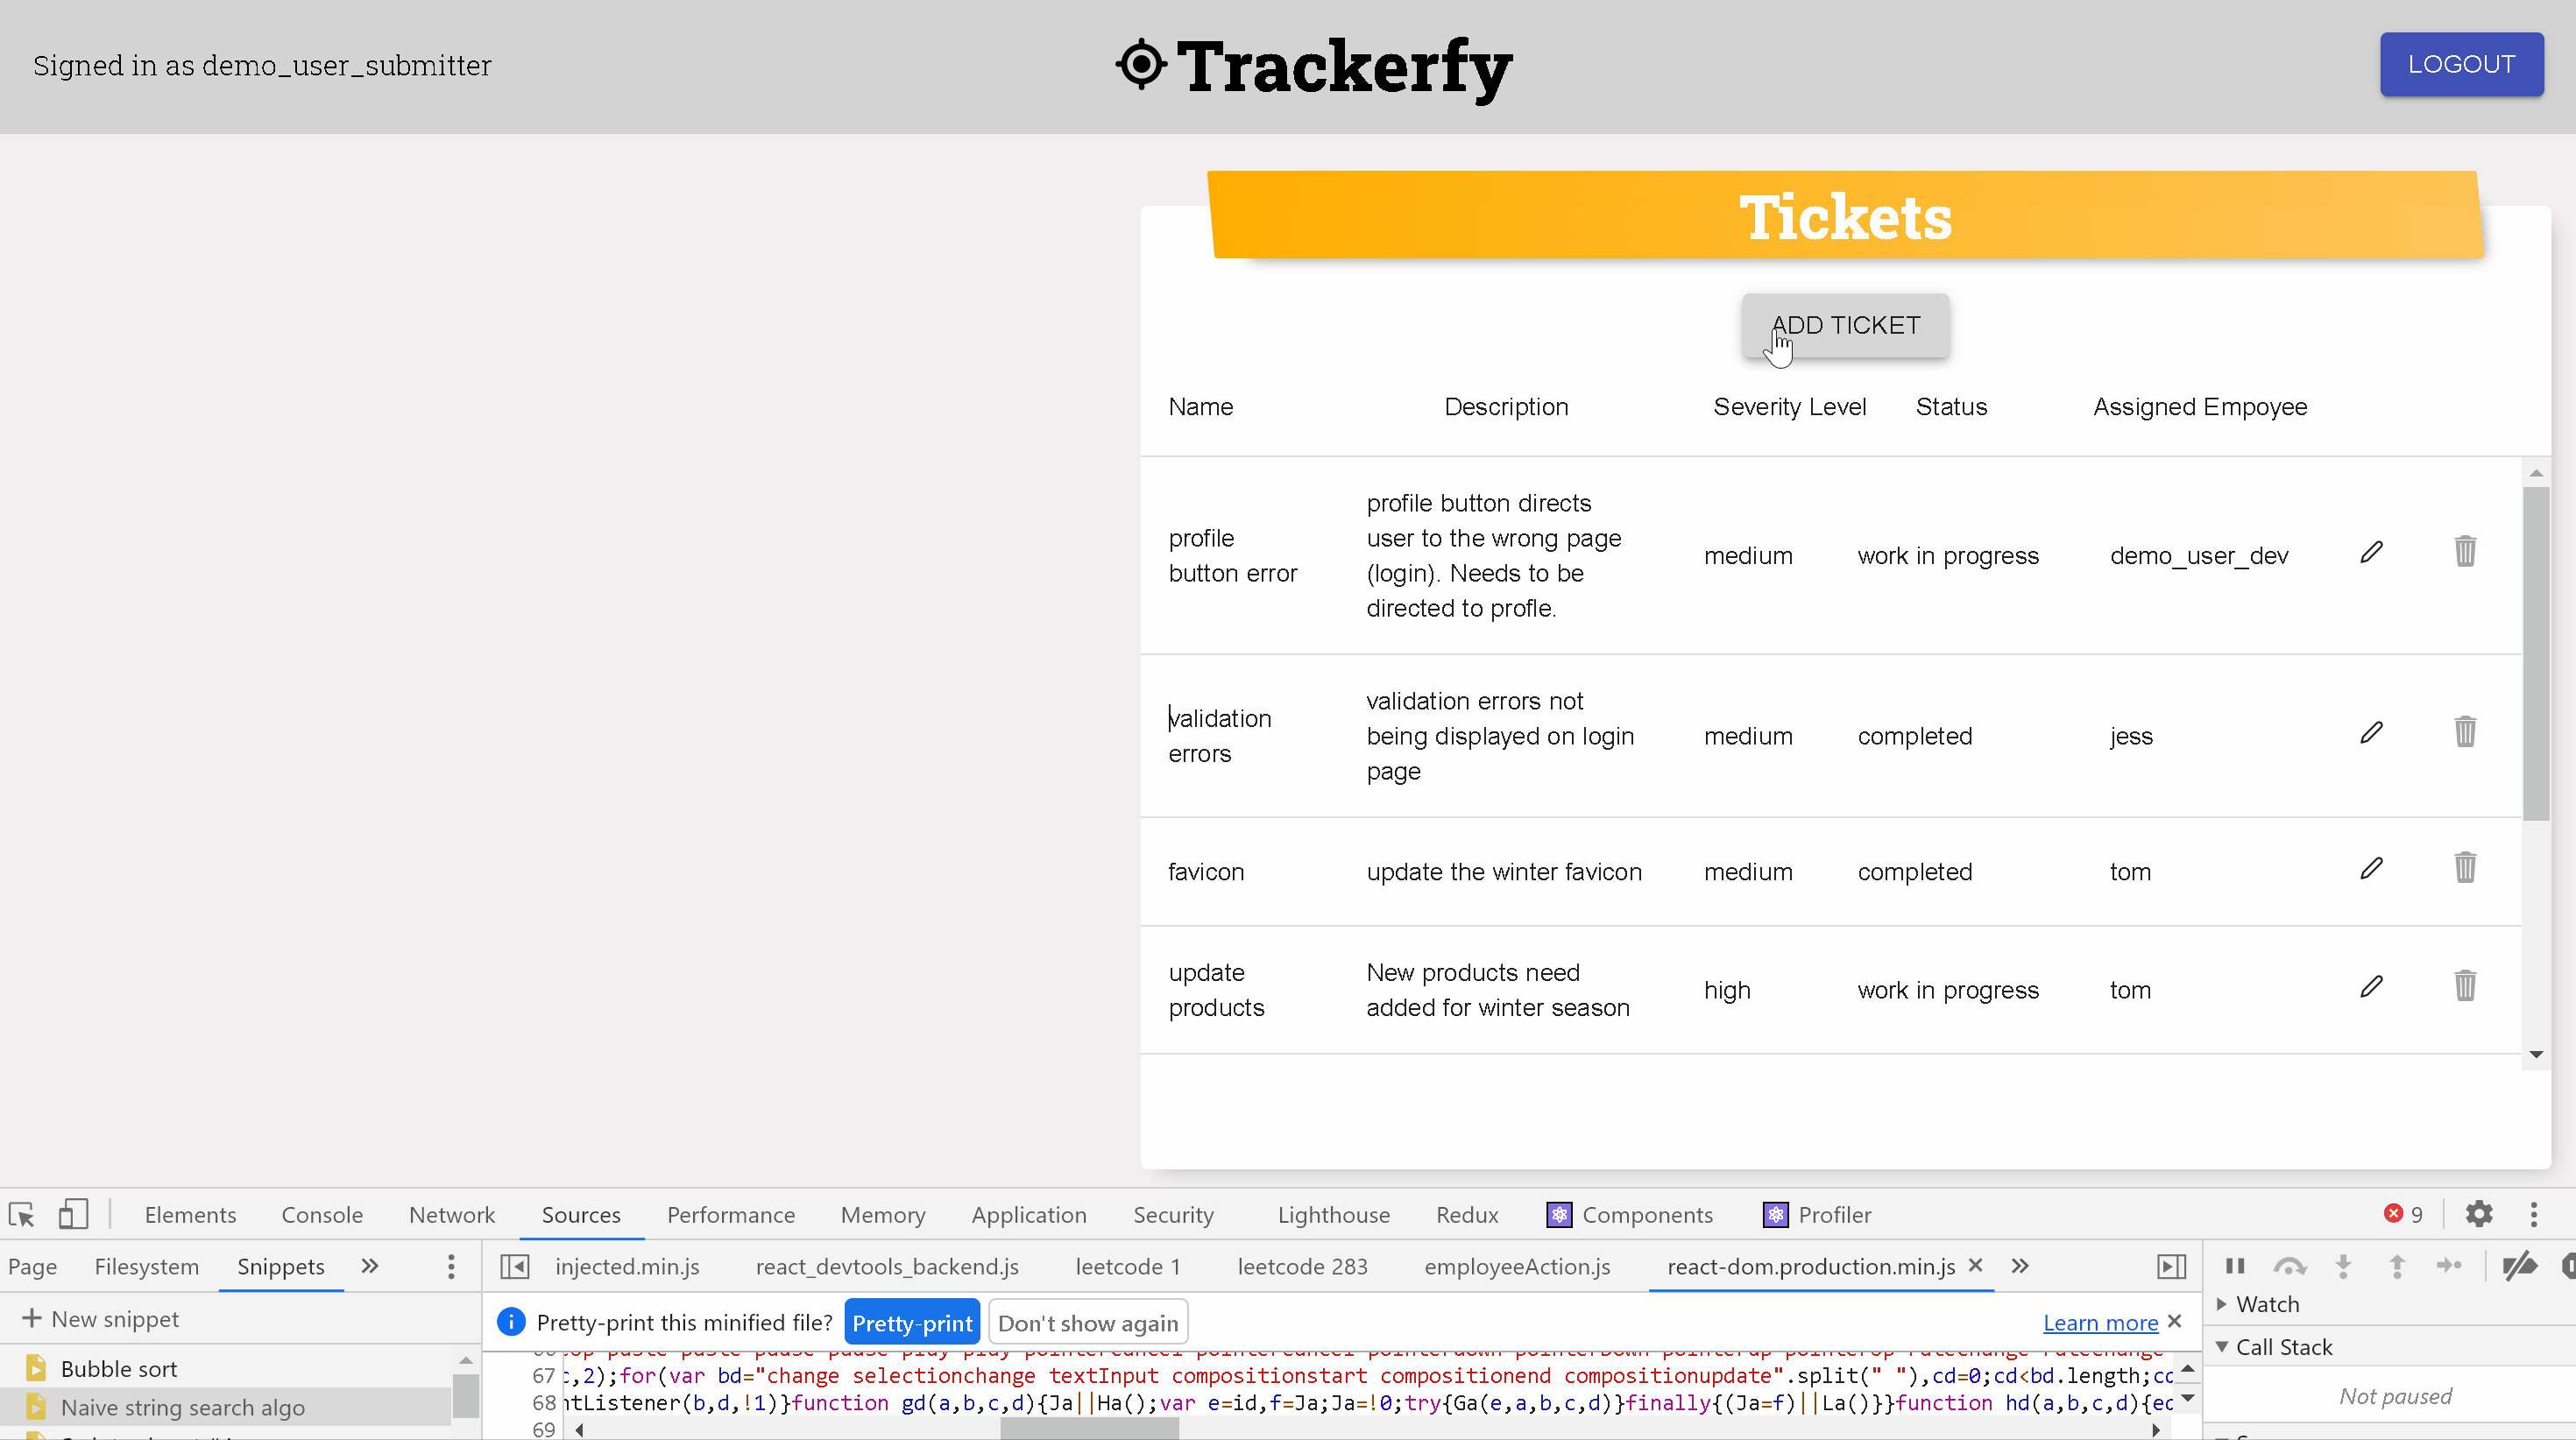 Signed in as demo_user_submitter
Trackerfy
LOGOUT
Tickets
ADD TICKET
Name Description Severity Level Status Assigned Empoyee
profile
button error
profile button directs
user to the wrong page
(login). Needs to be
directed to profle.
medium
work in progress
demo_user_dev
validation
errors
validation errors not
being displayed on login
page
medium
completed
jess
favicon
update the winter favicon
medium
completed
tom
update
products
New products need
added for winter season
high
work in progress
tom
Elements Console Network Sources Performance Memory Application Security Lighthouse Redux Components Profiler 9
Page Filesystem Snippets
injected.min.js react_devtools_backend.js leetcode 1 leetcode 283 employeeAction.js react-dom.production.min.js
New snippet
Bubble sort
Naive string search algo
Pretty-print this minified file? Pretty-print Don't show again Learn more
67 c,2);for(var bd="change selectionchange textInput compositionstart compositionend compositionupdate".split(" "),cd=0;cd<bd.length;cc
68 ntListener(b,d,!1)}function gd(a,b,c,d){Ja||Ha();var e=id,f=Ja;Ja=!0;try{Ga(e,a,b,c,d)}finally{(Ja=f)||La()}}function hd(a,b,c,d){ec
69
Watch
Call Stack
Not paused